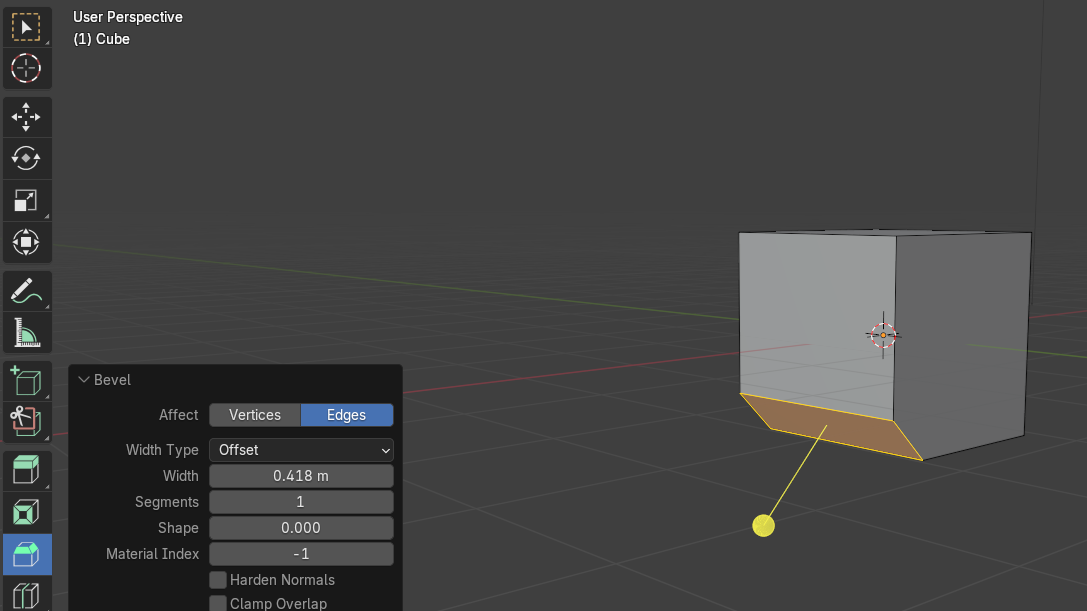 User Perspective
(1) Cube
Bevel
Affect Vertices Edges
Width Type Offset
Width 0.418 m
Segments 1
Shape 0.000
Material Index -1
Harden Normals
Clamp Overlap